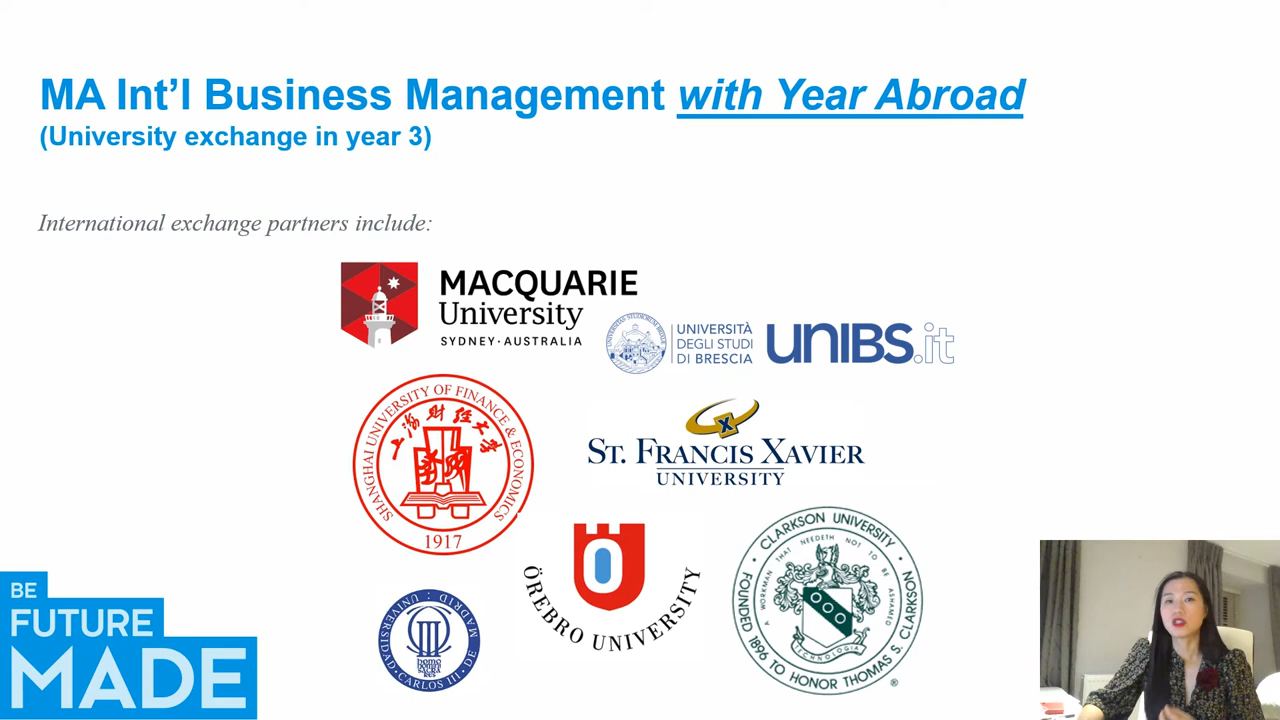 MA Int'l Business Management with Year Abroad
(University exchange in year 3)
International exchange partners include:
MACQUARIE
University
SYDNEY·AUSTRALIA
UNIVERSITÀ
DEGLI STUDI
DI BRESCIA
UNIBS.it
SHANGHAI UNIVERSITY OF FINANCE & ECONOMICS
上海财经大学
1917
ST. FRANCIS XAVIER
UNIVERSITY
ÖREBRO UNIVERSITY
CLARKSON UNIVERSITY
A WORKMAN THAT NEEDETH NOT TO BE ASHAMED
TECHNOLOGIA
FOUNDED 1896 TO HONOR THOMAS S. CLARKSON
®
UNIVERSIDAD · CARLOS III · DE MADRID
BE
FUTURE
MADE